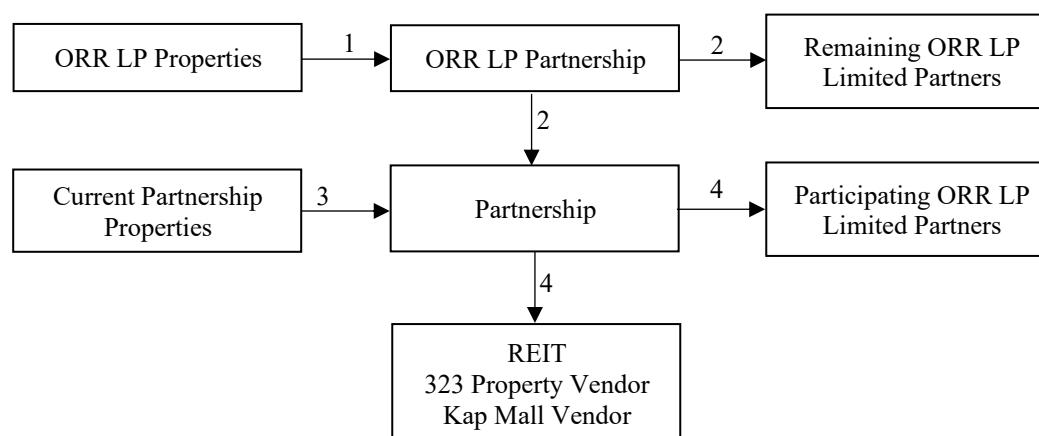 ORR LP Properties
1
ORR LP Partnership
2
Remaining ORR LP
Limited Partners
2
Current Partnership
Properties
3
Partnership
4
Participating ORR LP
Limited Partners
4
REIT
323 Property Vendor
Kap Mall Vendor